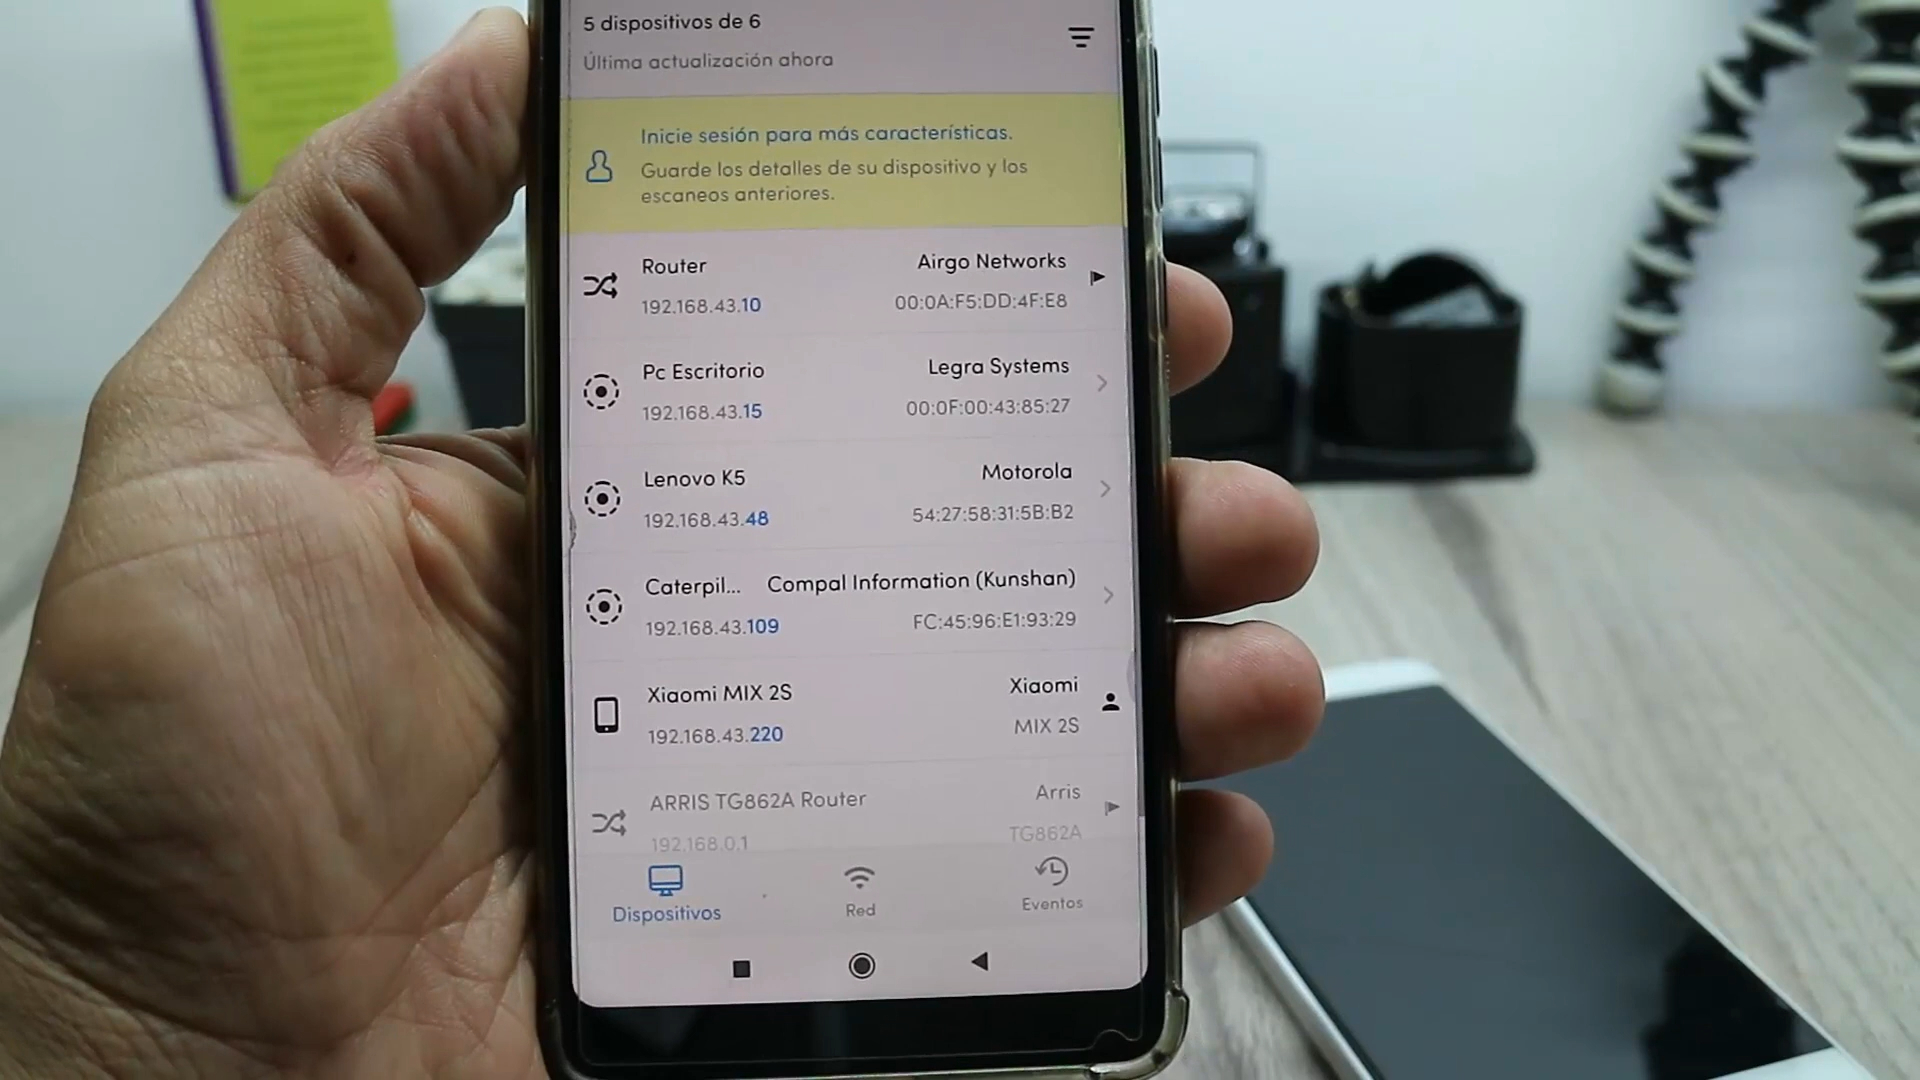 5 dispositivos de 6
Última actualización ahora
Inicie sesión para más características.
Guarde los detalles de su dispositivo y los
escaneos anteriores.
Router Airgo Networks
192.168.43.10 00:0A:F5:DD:4F:E8
Pc Escritorio Legra Systems
192.168.43.15 00:0F:00:43:85:27
Lenovo K5 Motorola
192.168.43.48 54:27:58:31:5B:B2
Caterpil... Compal Information (Kunshan)
192.168.43.109 FC:45:96:E1:93:29
Xiaomi MIX 2S Xiaomi
192.168.43.220 MIX 2S
ARRIS TG862A Router Arris
192.168.0.1 TG862A
Dispositivos Red Eventos